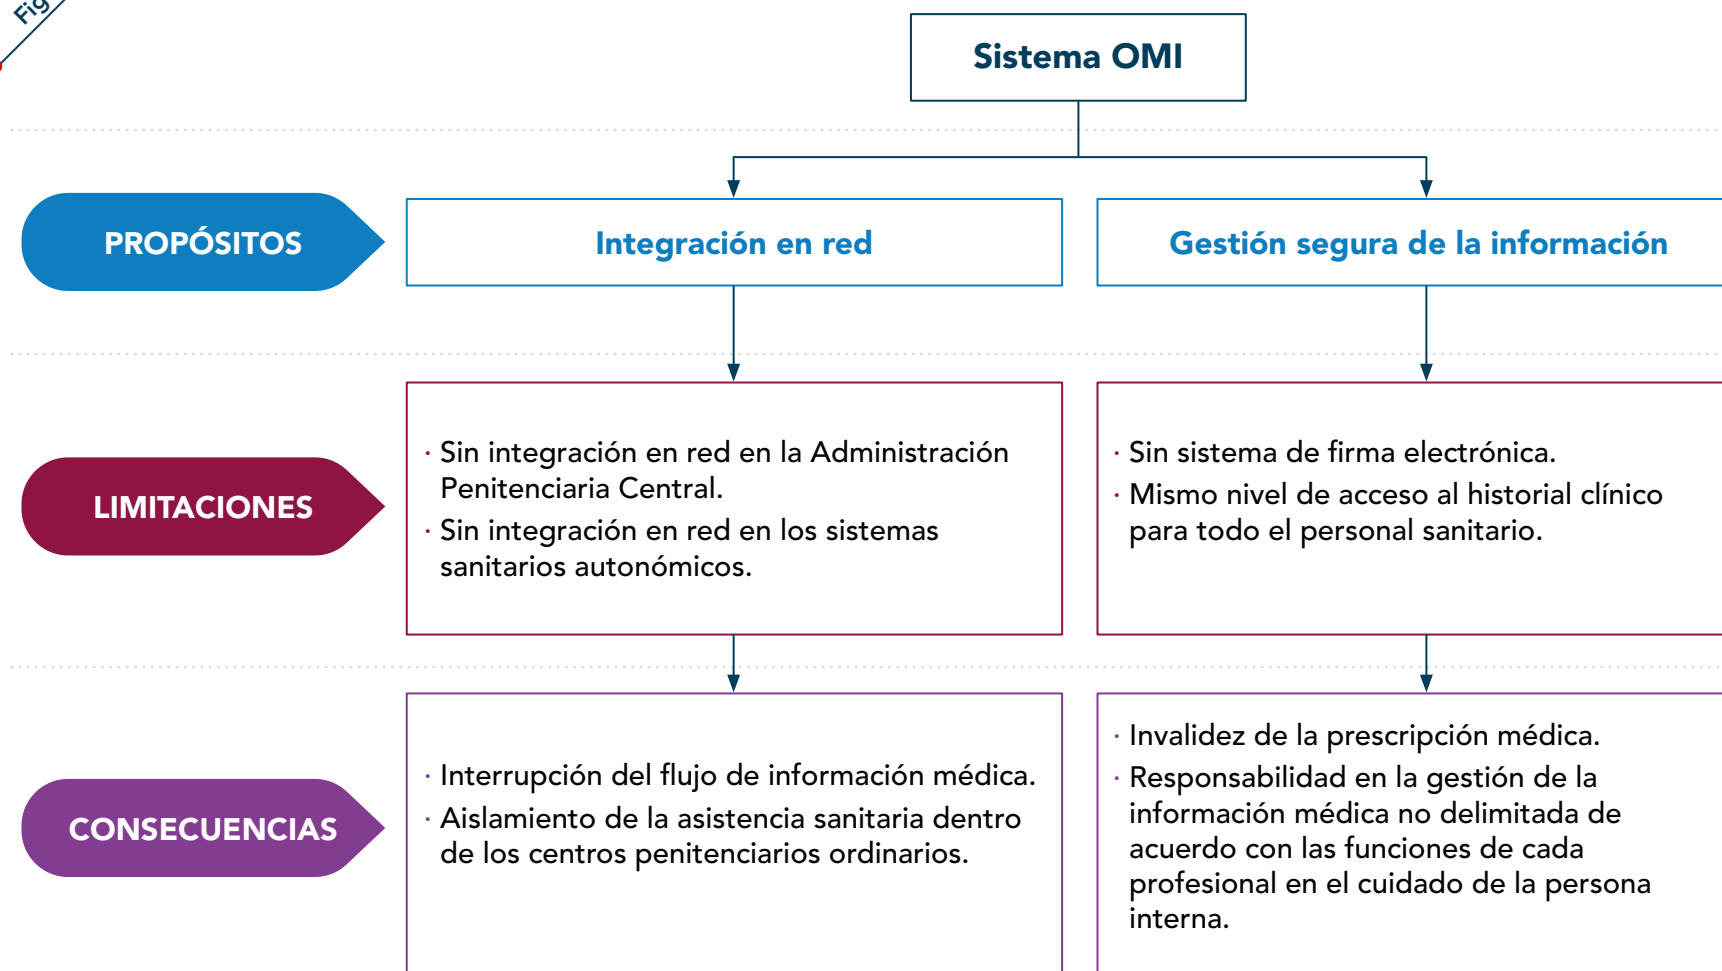 Fig
Sistema OMI
PROPÓSITOS
Integración en red
Gestión segura de la información
LIMITACIONES
· Sin integración en red en la Administración
Penitenciaria Central.
· Sin integración en red en los sistemas
sanitarios autonómicos.
· Sin sistema de firma electrónica.
· Mismo nivel de acceso al historial clínico
para todo el personal sanitario.
CONSECUENCIAS
· Interrupción del flujo de información médica.
· Aislamiento de la asistencia sanitaria dentro
de los centros penitenciarios ordinarios.
· Invalidez de la prescripción médica.
· Responsabilidad en la gestión de la
información médica no delimitada de
acuerdo con las funciones de cada
profesional en el cuidado de la persona
interna.